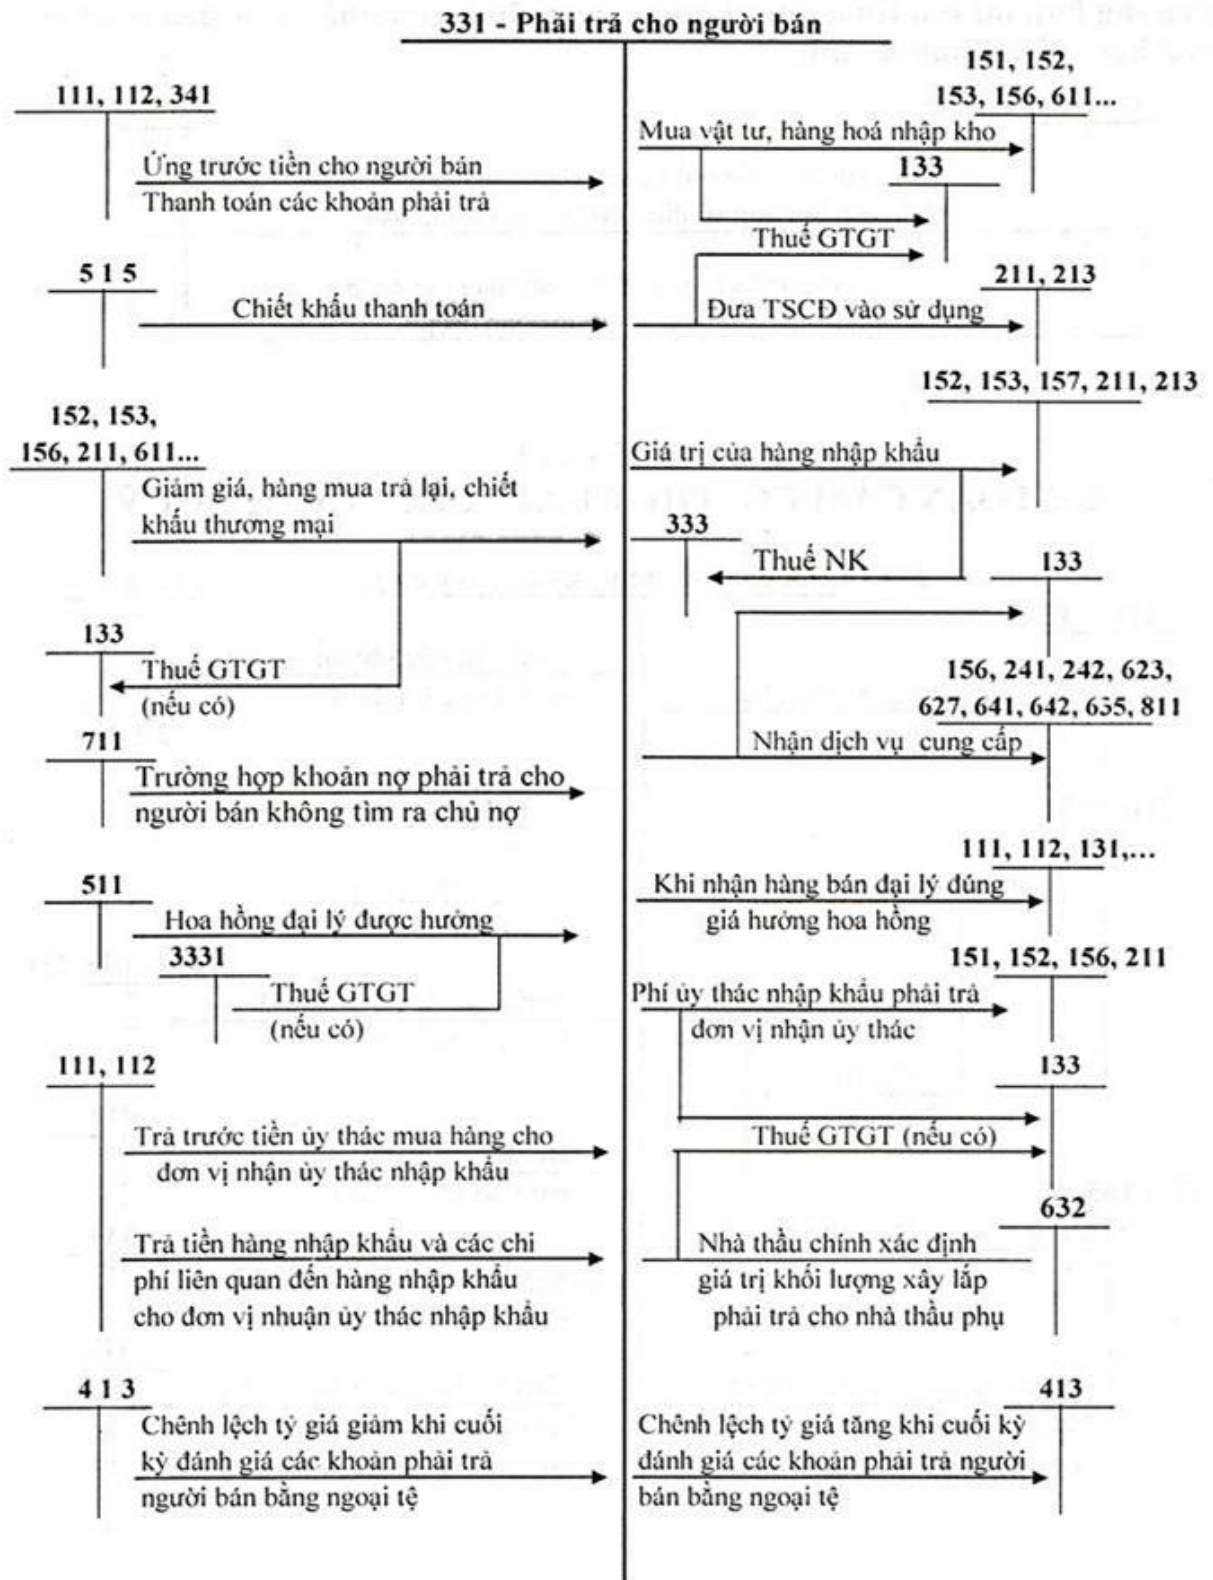 331 - Phải trả cho người bán
111, 112, 341
Ứng trước tiền cho người bán
Thanh toán các khoản phải trả
5 1 5
Chiết khấu thanh toán
152, 153,
156, 211, 611...
Giảm giá, hàng mua trả lại, chiết
khấu thương mại
133
Thuế GTGT
(nếu có)
711
Trường hợp khoản nợ phải trả cho
người bán không tìm ra chủ nợ
511
Hoa hồng đại lý được hưởng
3331
Thuế GTGT
(nếu có)
111, 112
Trả trước tiền ủy thác mua hàng cho
đơn vị nhận ủy thác nhập khẩu
Trả tiền hàng nhập khẩu và các chi
phí liên quan đến hàng nhập khẩu
cho đơn vị nhuận ủy thác nhập khẩu
4 1 3
Chênh lệch tỷ giá giảm khi cuối
kỳ đánh giá các khoản phải trả
người bán bằng ngoại tệ
151, 152,
153, 156, 611...
Mua vật tư, hàng hoá nhập kho
133
Thuế GTGT
211, 213
Đưa TSCĐ vào sử dụng
152, 153, 157, 211, 213
Giá trị của hàng nhập khẩu
333
Thuế NK
133
156, 241, 242, 623,
627, 641, 642, 635, 811
Nhận dịch vụ cung cấp
111, 112, 131,...
Khi nhận hàng bán đại lý đúng
giá hưởng hoa hồng
151, 152, 156, 211
Phí ủy thác nhập khẩu phải trả
đơn vị nhận ủy thác
133
Thuế GTGT (nếu có)
632
Nhà thầu chính xác định
giá trị khối lượng xây lắp
phải trả cho nhà thầu phụ
413
Chênh lệch tỷ giá tăng khi cuối kỳ
đánh giá các khoản phải trả người
bán bằng ngoại tệ